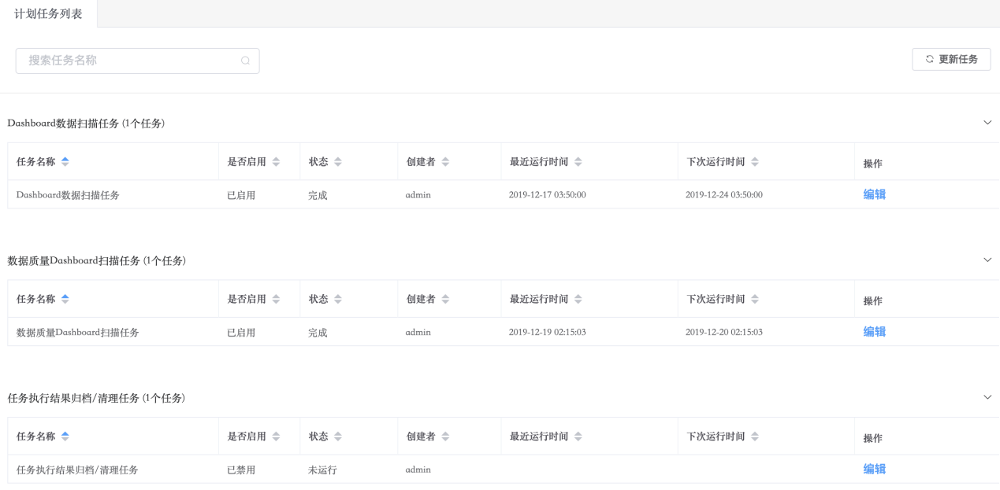 计划任务列表
搜索任务名称
更新任务
Dashboard数据扫描任务 (1个任务)
任务名称 是否启用 状态 创建者 最近运行时间 下次运行时间 操作
Dashboard数据扫描任务 已启用 完成 admin 2019-12-17 03:50:00 2019-12-24 03:50:00 编辑
数据质量Dashboard扫描任务 (1个任务)
任务名称 是否启用 状态 创建者 最近运行时间 下次运行时间 操作
数据质量Dashboard扫描任务 已启用 完成 admin 2019-12-19 02:15:03 2019-12-20 02:15:03 编辑
任务执行结果归档/清理任务 (1个任务)
任务名称 是否启用 状态 创建者 最近运行时间 下次运行时间 操作
任务执行结果归档/清理任务 已禁用 未运行 admin 编辑